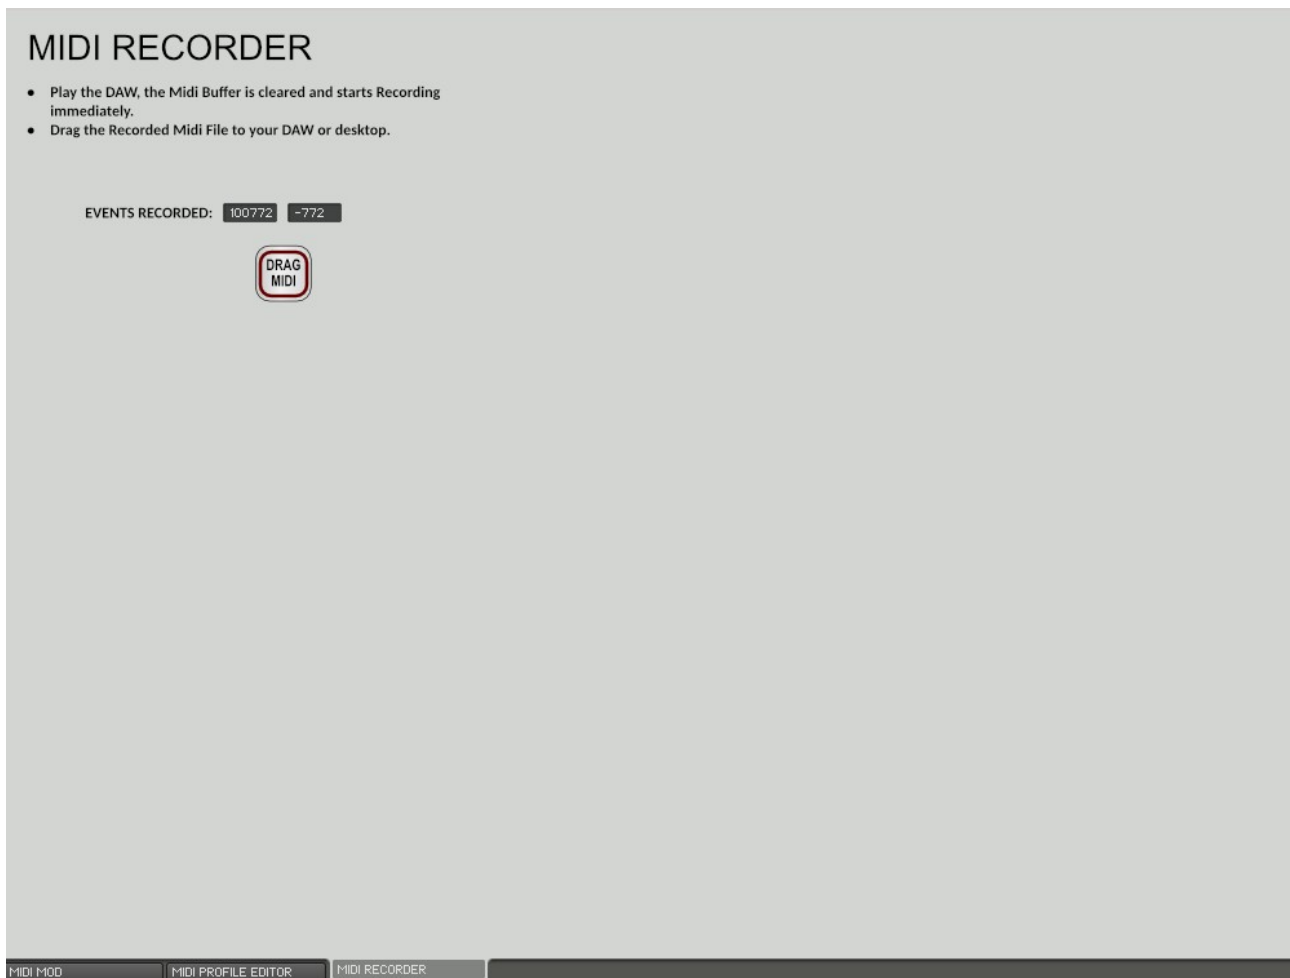 MIDI RECORDER
● Play the DAW, the Midi Buffer is cleared and starts Recording
immediately.
● Drag the Recorded Midi File to your DAW or desktop.
EVENTS RECORDED: 100772 -772
DRAG
MIDI
MIDI MOD MIDI PROFILE EDITOR MIDI RECORDER